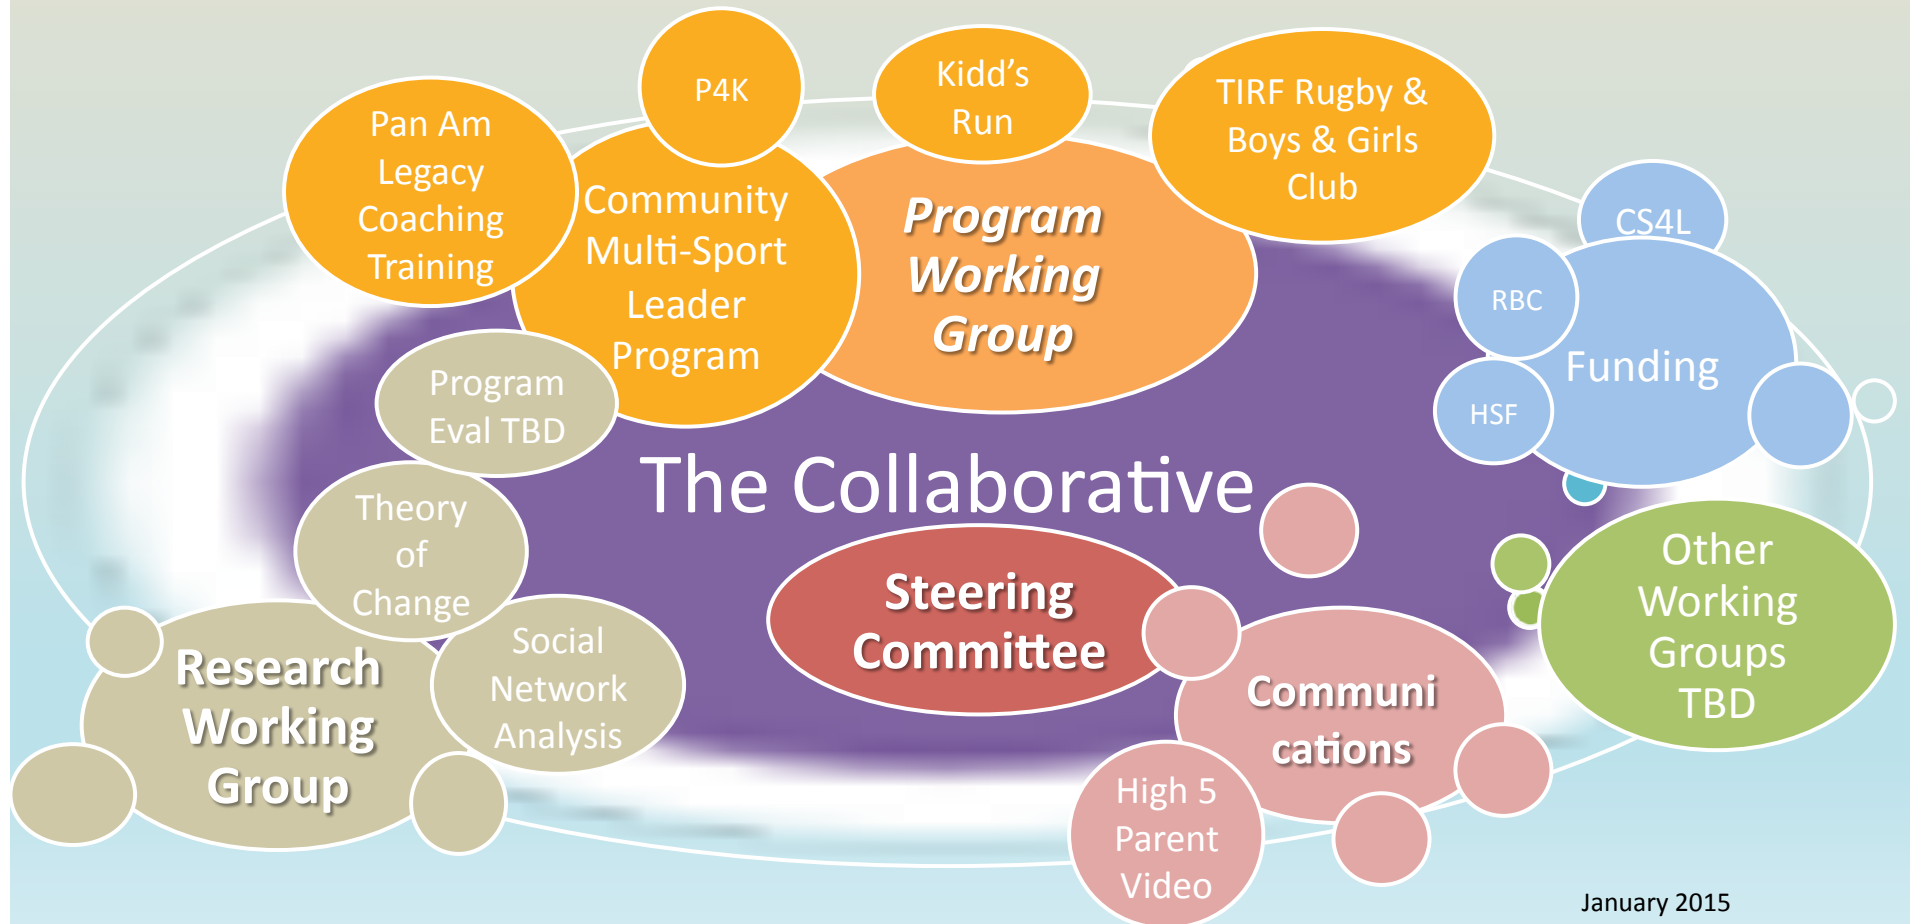 P4K
Kidd's
Run
TIRF Rugby &
Boys & Girls
Club
Pan Am
Legacy
Coaching
Training
Community
Multi-Sport
Leader
Program
Program
Working
Group
CS4L
RBC
Funding
HSF
Program
Eval TBD
The Collaborative
Theory
of
Change
Steering
Committee
Other
Working
Groups
TBD
Research
Working
Group
Social
Network
Analysis
Communi
cations
High 5
Parent
Video
January 2015